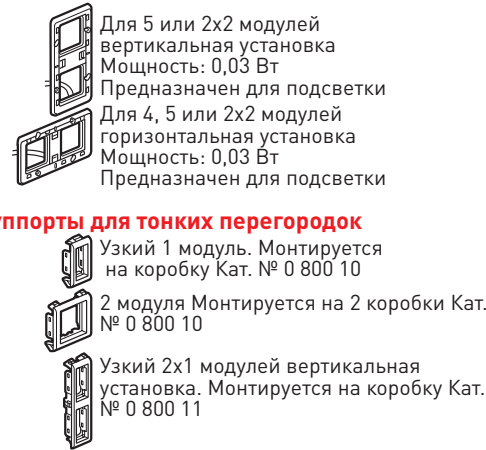 Для 5 или 2х2 модулей
вертикальная установка
Мощность: 0,03 Вт
Предназначен для подсветки
Для 4, 5 или 2х2 модулей
горизонтальная установка
Мощность: 0,03 Вт
Предназначен для подсветки
уппорты для тонких перегородок
Узкий 1 модуль. Монтируется
на коробку Кат. № 0 800 10
2 модуля Монтируется на 2 коробки Кат.
№ 0 800 10
Узкий 2х1 модулей вертикальная
установка. Монтируется на коробку Кат.
№ 0 800 11